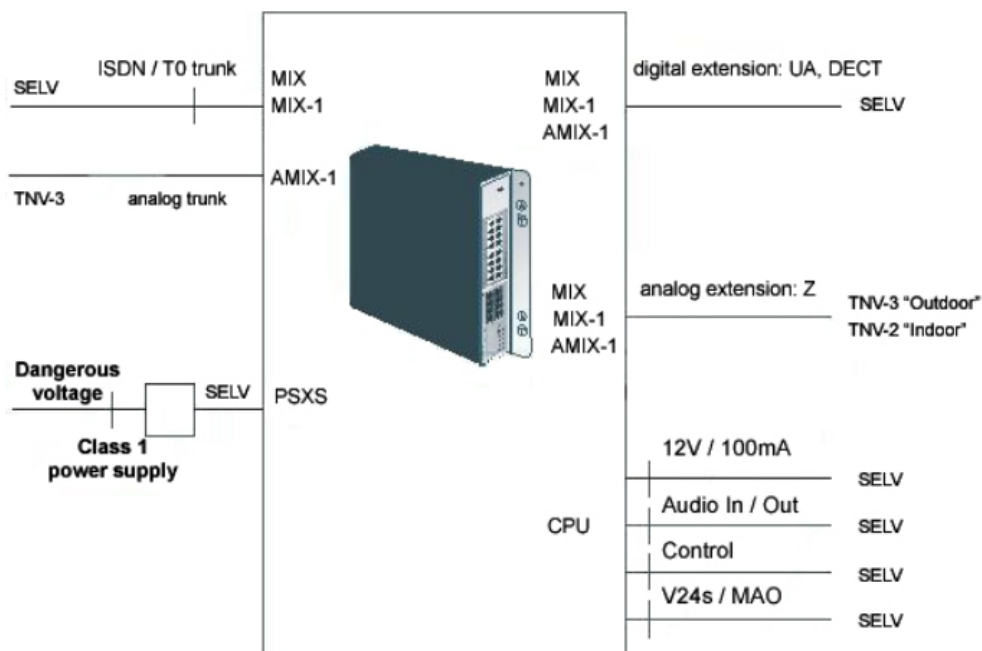 ISDN / T0 trunk
SELV
MIX
MIX-1
TNV-3
analog trunk
AMIX-1
Dangerous
voltage
SELV
PSXS
Class 1
power supply
MIX
MIX-1
AMIX-1
digital extension: UA, DECT
SELV
MIX
MIX-1
AMIX-1
analog extension: Z
TNV-3 “Outdoor”
TNV-2 “Indoor”
CPU
12V / 100mA
SELV
Audio In / Out
SELV
Control
SELV
V24s / MAO
SELV